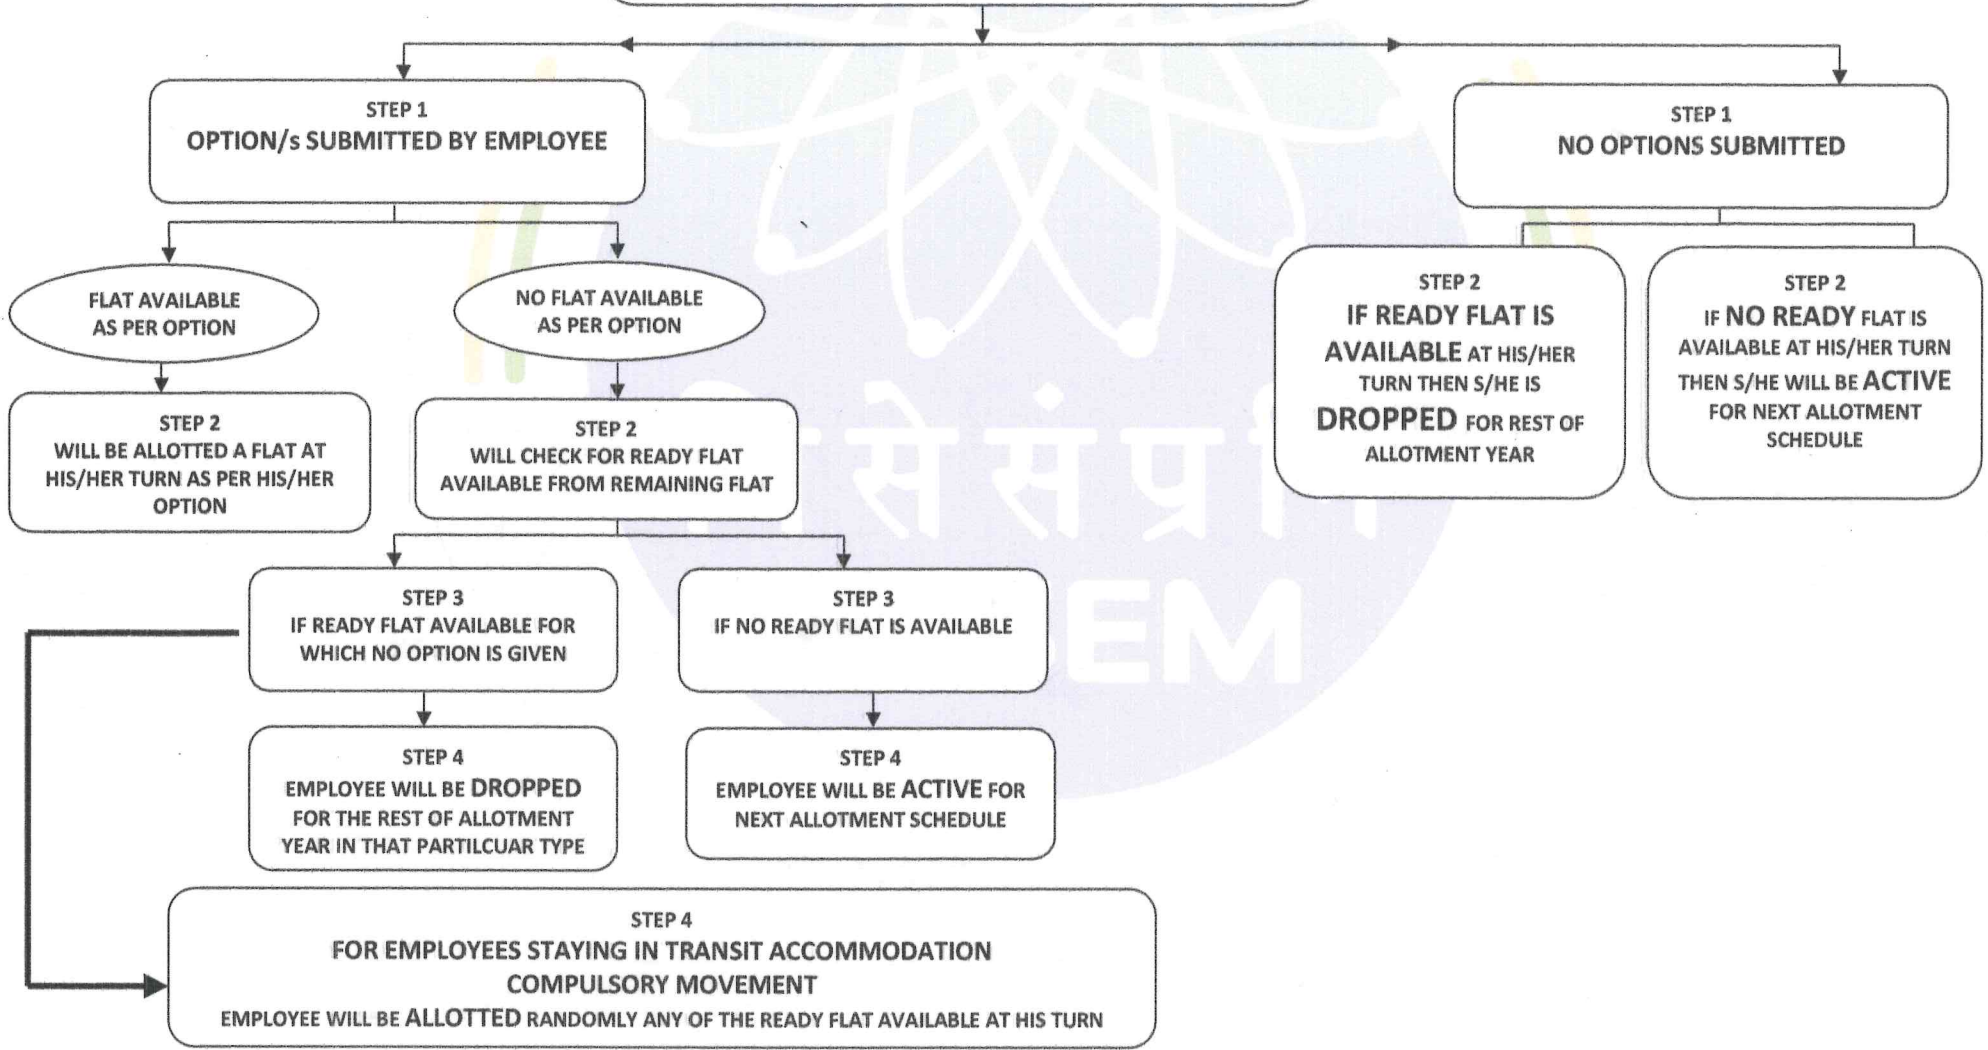 STEP 1
OPTION/s SUBMITTED BY EMPLOYEE
STEP 1
NO OPTIONS SUBMITTED
FLAT AVAILABLE
AS PER OPTION
NO FLAT AVAILABLE
AS PER OPTION
STEP 2
IF READY FLAT IS
AVAILABLE AT HIS/HER
TURN THEN S/HE IS
DROPPED FOR REST OF
ALLOTMENT YEAR
STEP 2
IF NO READY FLAT IS
AVAILABLE AT HIS/HER TURN
THEN S/HE WILL BE ACTIVE
FOR NEXT ALLOTMENT
SCHEDULE
STEP 2
WILL BE ALLOTTED A FLAT AT
HIS/HER TURN AS PER HIS/HER
OPTION
STEP 2
WILL CHECK FOR READY FLAT
AVAILABLE FROM REMAINING FLAT
STEP 3
IF READY FLAT AVAILABLE FOR
WHICH NO OPTION IS GIVEN
STEP 3
IF NO READY FLAT IS AVAILABLE
STEP 4
EMPLOYEE WILL BE DROPPED
FOR THE REST OF ALLOTMENT
YEAR IN THAT PARTILCUAR TYPE
STEP 4
EMPLOYEE WILL BE ACTIVE FOR
NEXT ALLOTMENT SCHEDULE
STEP 4
FOR EMPLOYEES STAYING IN TRANSIT ACCOMMODATION
COMPULSORY MOVEMENT
EMPLOYEE WILL BE ALLOTTED RANDOMLY ANY OF THE READY FLAT AVAILABLE AT HIS TURN